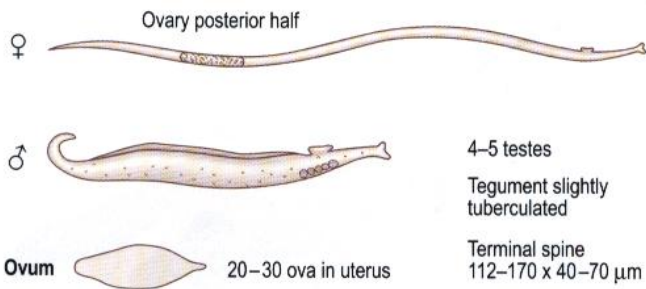 Ovary posterior half
♀
♂
4–5 testes
Tegument slightly
tuberculated
Ovum
20–30 ova in uterus
Terminal spine
112–170 x 40–70 μm